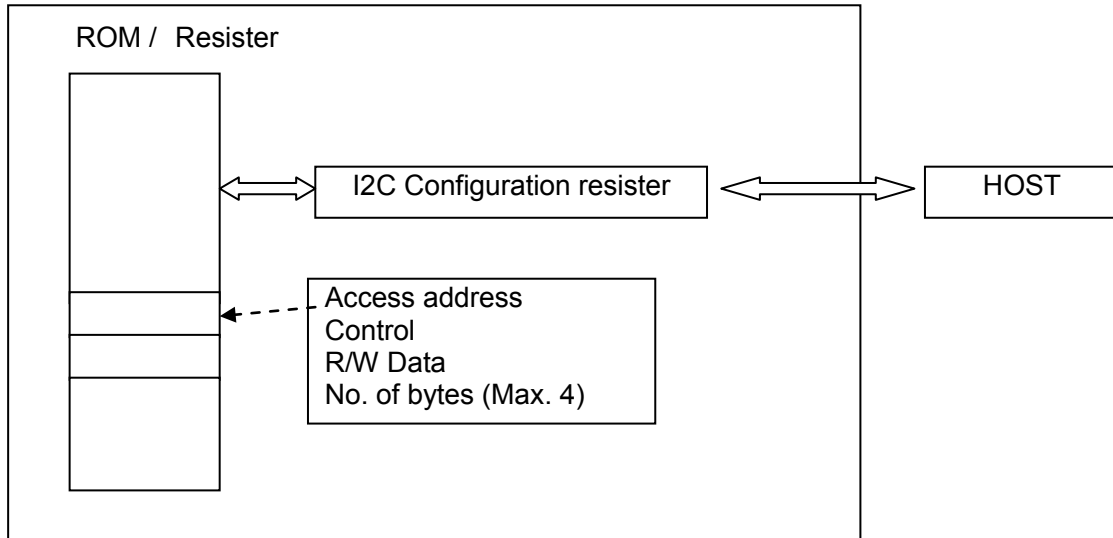 ROM / Resister
I2C Configuration resister
HOST
Access address
Control
R/W Data
No. of bytes (Max. 4)